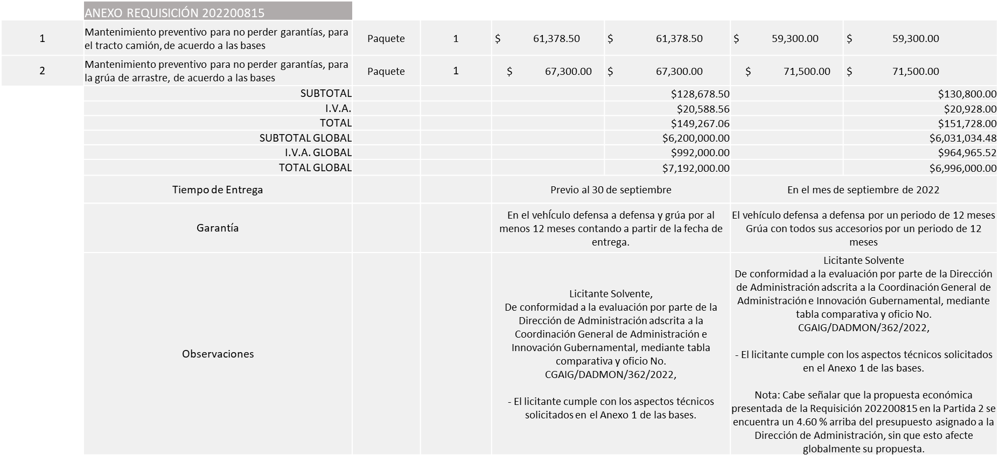 ANEXO REQUISICIÓN 202200815
1 Mantenimiento preventivo para no perder garantías, para el tracto camión, de acuerdo a las bases Paquete 1 $ 61,378.50 $ 61,378.50 $ 59,300.00 $ 59,300.00
2 Mantenimiento preventivo para no perder garantías, para la grúa de arrastre, de acuerdo a las bases Paquete 1 $ 67,300.00 $ 67,300.00 $ 71,500.00 $ 71,500.00
SUBTOTAL $128,678.50 $130,800.00
I.V.A. $20,588.56 $20,928.00
TOTAL $149,267.06 $151,728.00
SUBTOTAL GLOBAL $6,200,000.00 $6,031,034.48
I.V.A. GLOBAL $992,000.00 $964,965.52
TOTAL GLOBAL $7,192,000.00 $6,996,000.00
Tiempo de Entrega Previo al 30 de septiembre En el mes de septiembre de 2022
Garantía
En el vehÍculo defensa a defensa y grúa por al
menos 12 meses contando a partir de la fecha de
entrega.
El vehículo defensa a defensa por un periodo de 12 meses
Grúa con todos sus accesorios por un periodo de 12
meses
Observaciones
Licitante Solvente,
De conformidad a la evaluación por parte de la
Dirección de Administración adscrita a la
Coordinación General de Administración e
Innovación Gubernamental, mediante tabla
comparativa y oficio No.
CGAIG/DADMON/362/2022,
- El licitante cumple con los aspectos técnicos
solicitados en el Anexo 1 de las bases.
Licitante Solvente
De conformidad a la evaluación por parte de la Dirección
de Administración adscrita a la Coordinación General de
Administración e Innovación Gubernamental, mediante
tabla comparativa y oficio No.
CGAIG/DADMON/362/2022,
- El licitante cumple con los aspectos técnicos solicitados
en el Anexo 1 de las bases.
Nota: Cabe señalar que la propuesta económica
presentada de la Requisición 202200815 en la Partida 2 se
encuentra un 4.60 % arriba del presupuesto asignado a la
Dirección de Administración, sin que esto afecte
globalmente su propuesta.